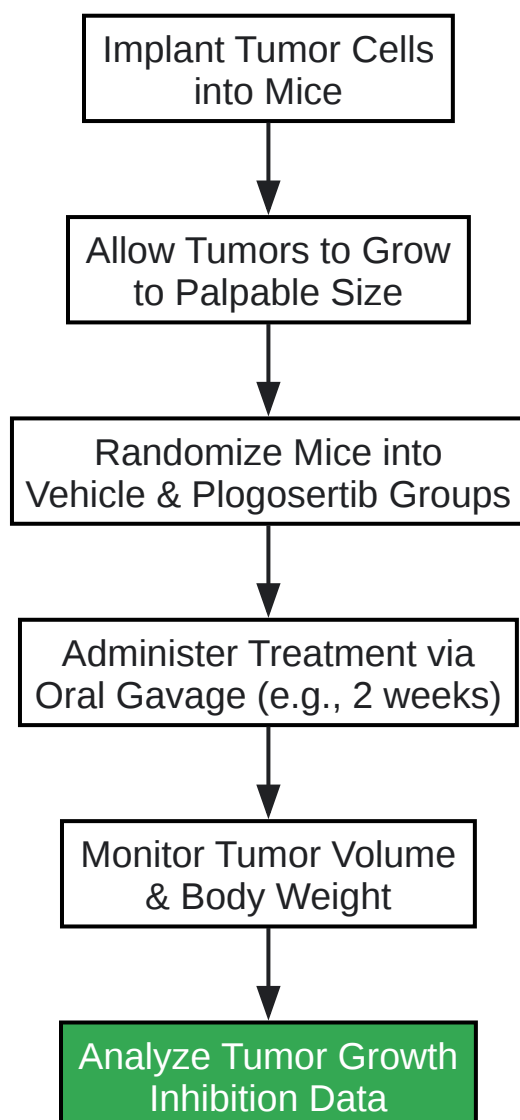 Implant Tumor Cells
into Mice
Allow Tumors to Grow
to Palpable Size
Randomize Mice into
Vehicle & Plogosertib Groups
Administer Treatment via
Oral Gavage (e.g., 2 weeks)
Monitor Tumor Volume
& Body Weight
Analyze Tumor Growth
Inhibition Data